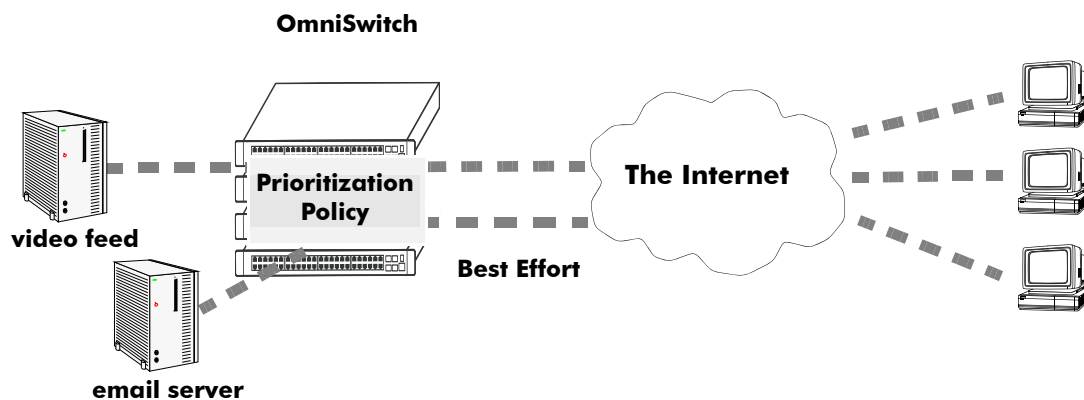 OmniSwitch
Prioritization
Policy
The Internet
video feed
Best Effort
email server